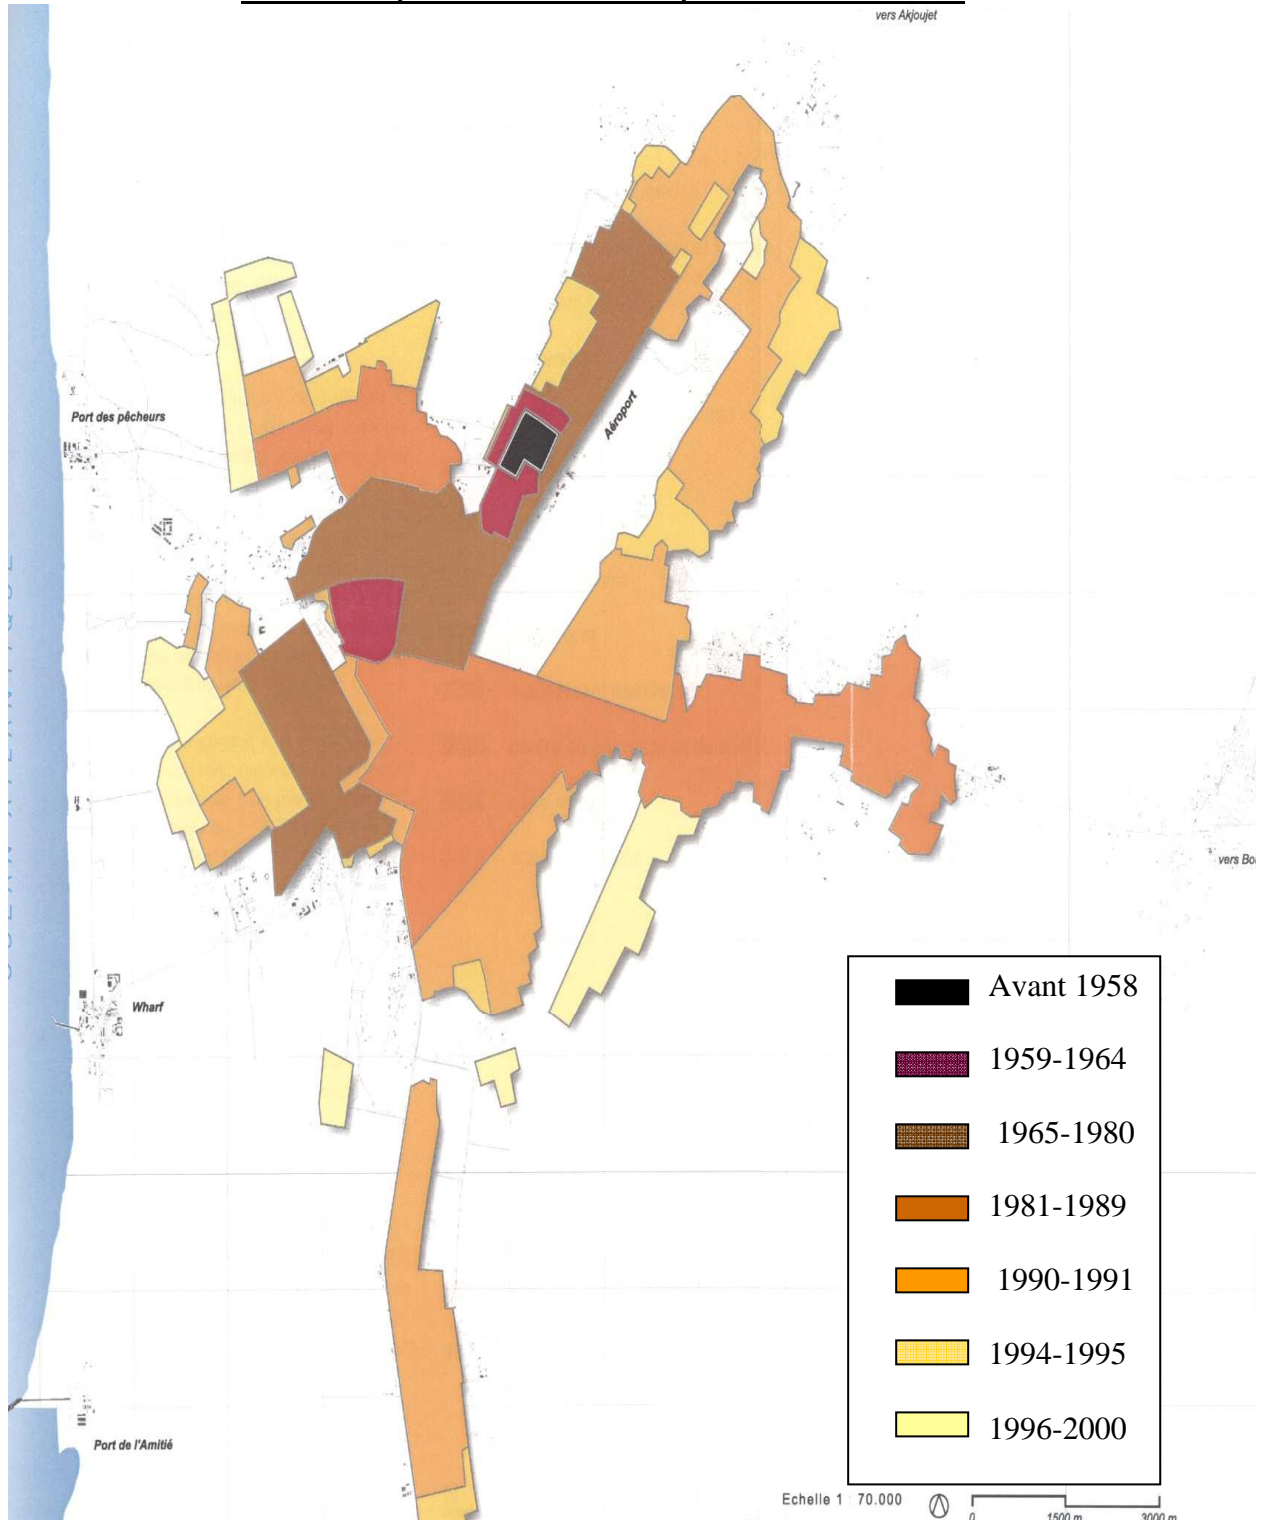 vers Akjoujet
Port des pêcheurs
Aéroport
vers Bo
Wharf
Avant 1958
1959-1964
1965-1980
1981-1989
1990-1991
1994-1995
1996-2000
Port de l'Amitié
Echelle 1 : 70.000
0 1500 m 3000 m